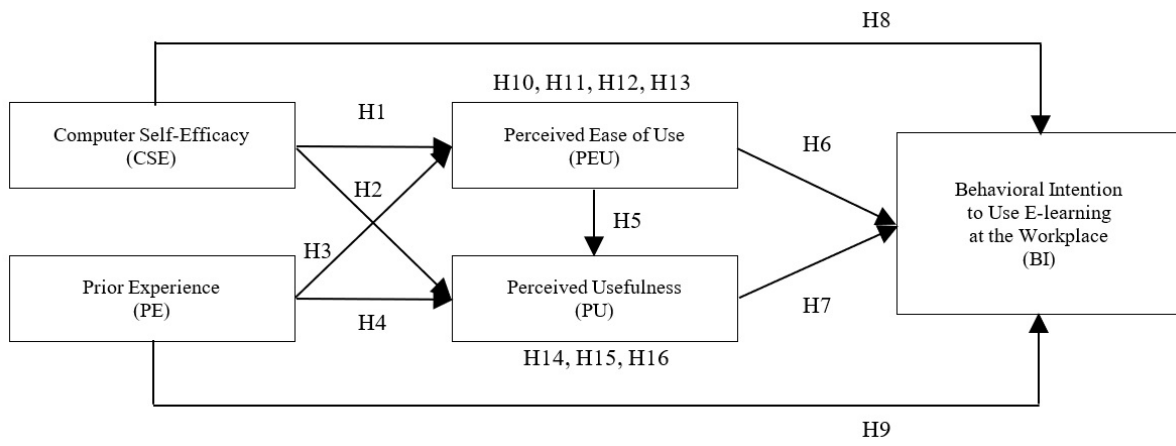 H8
H10, H11, H12, H13
Computer Self-Efficacy
(CSE)
H1
Perceived Ease of Use
(PEU)
H6
H2
Behavioral Intention
to Use E-learning
at the Workplace
(BI)
H5
H3
Prior Experience
(PE)
H4
Perceived Usefulness
(PU)
H7
H14, H15, H16
H9